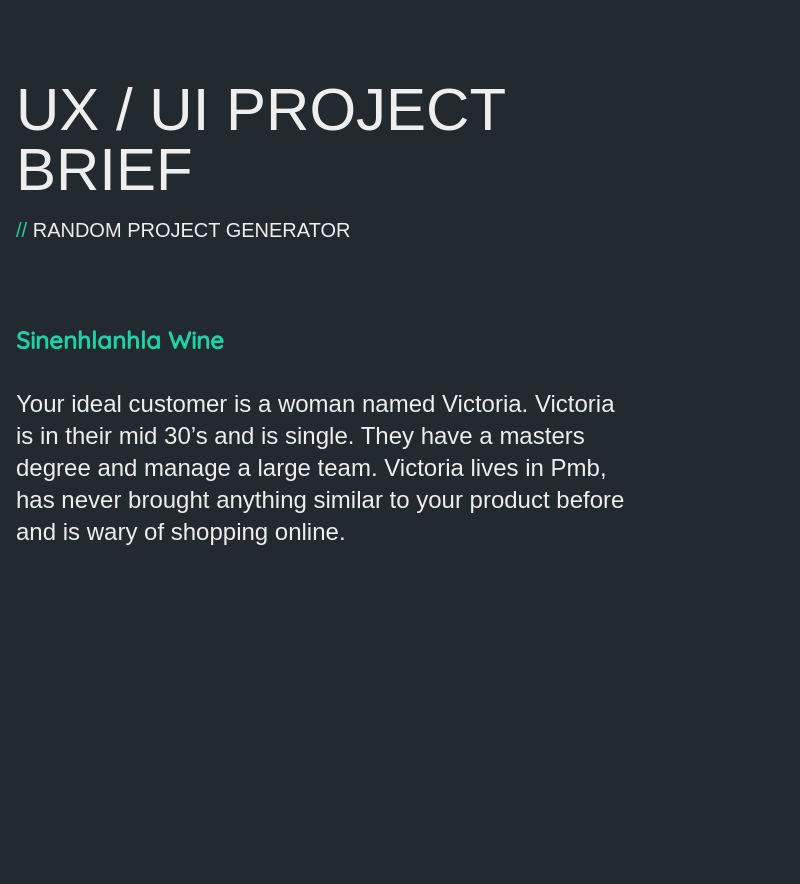 UX / UI PROJECT
BRIEF
// RANDOM PROJECT GENERATOR
Sinenhlanhla Wine
Your ideal customer is a woman named Victoria. Victoria
is in their mid 30’s and is single. They have a masters
degree and manage a large team. Victoria lives in Pmb,
has never brought anything similar to your product before
and is wary of shopping online.